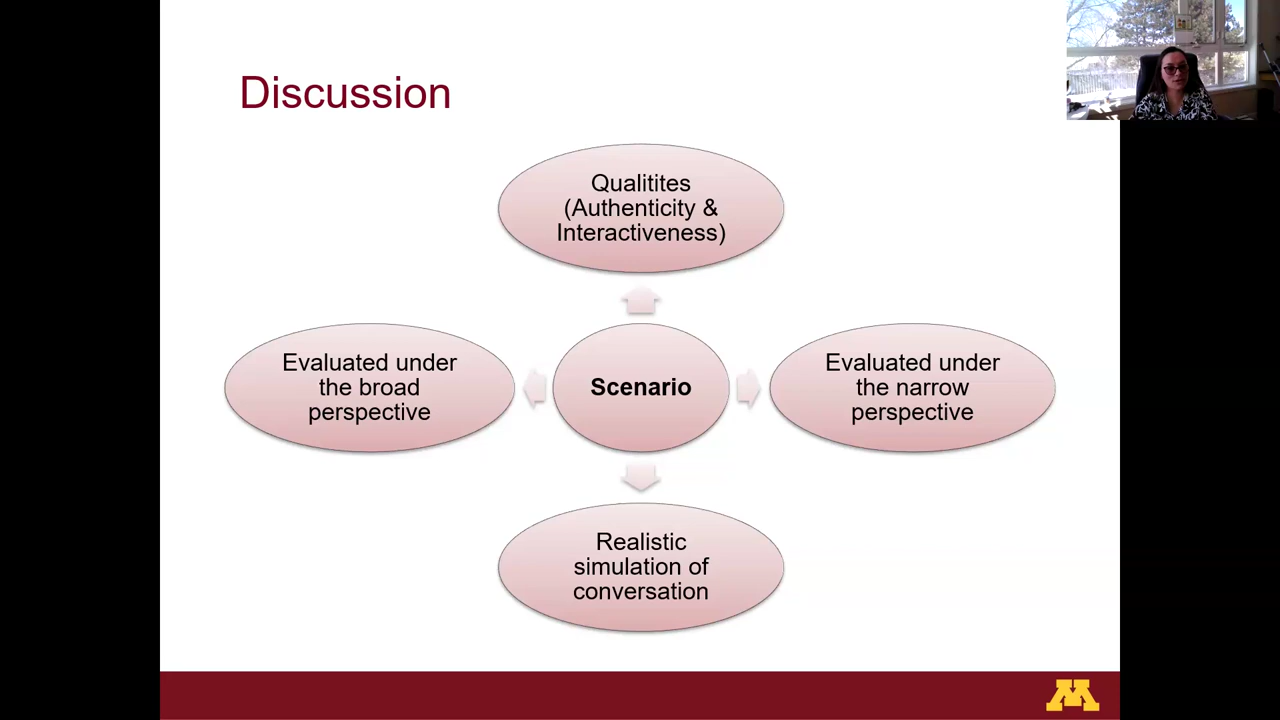 Discussion
Qualitites
(Authenticity &
Interactiveness)
Evaluated under
the broad
perspective
Scenario
Evaluated under
the narrow
perspective
Realistic
simulation of
conversation
M